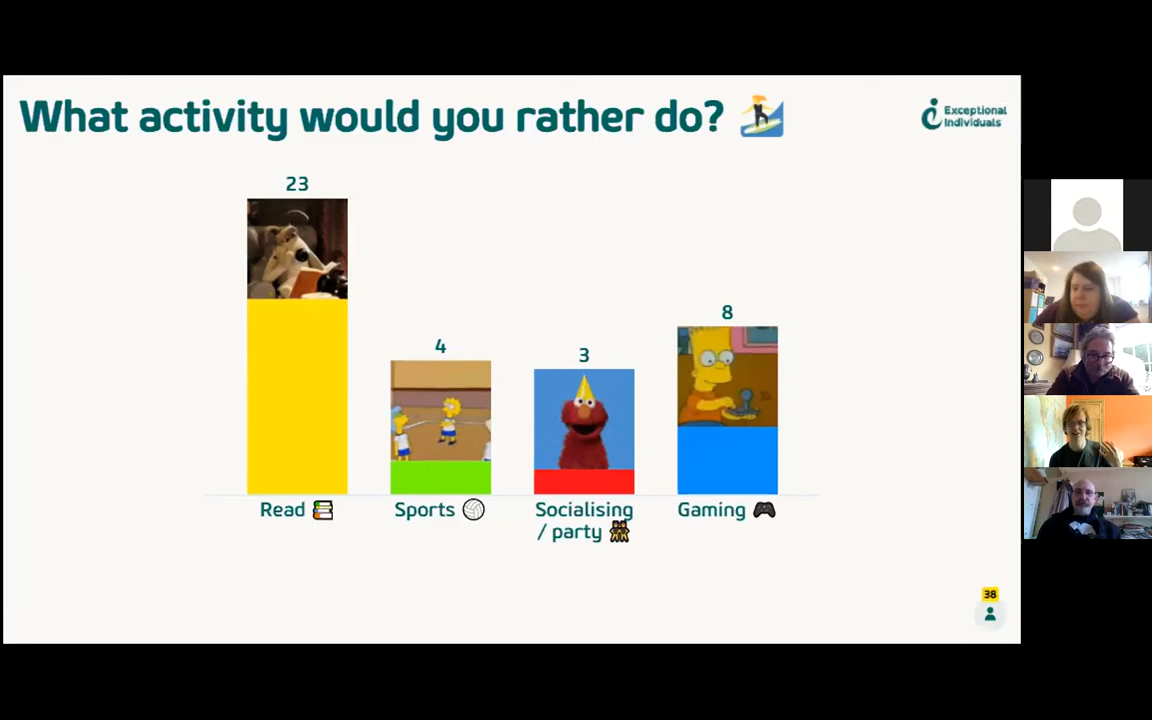 What activity would you rather do?
Exceptional
Individuals
23
4
3
8
Read
Sports
Socialising
/ party
Gaming
38